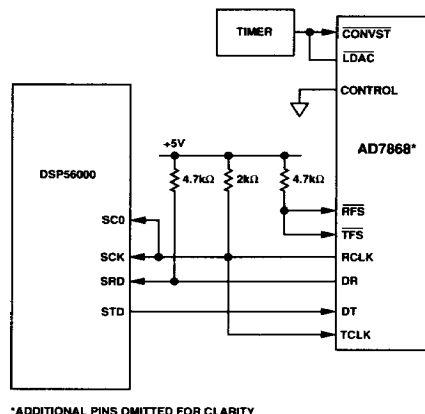 TIMER
CONVST
LDAC
CONTROL
+5V
AD7868*
DSP56000
4.7kΩ
2kΩ
4.7kΩ
SC0
RFS
TFS
SCK
RCLK
SRD
DR
STD
DT
TCLK
*ADDITIONAL PINS OMITTED FOR CLARITY